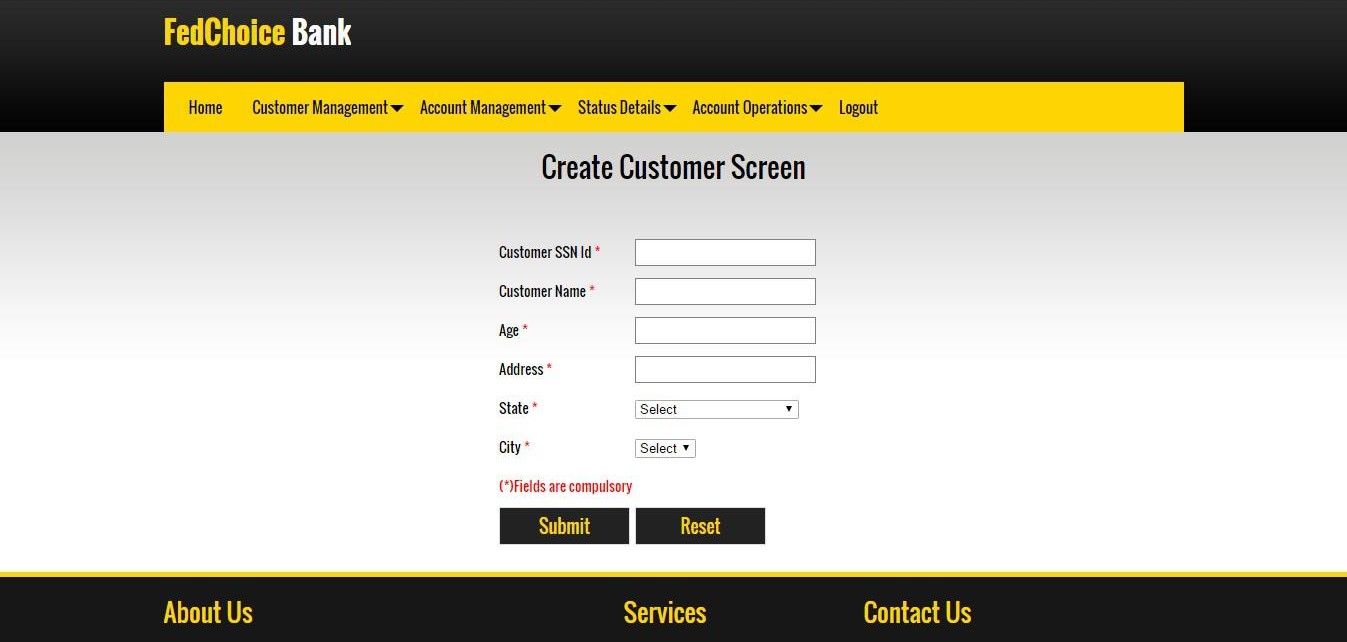 FedChoice Bank
Home Customer Management Account Management Status Details Account Operations Logout
Create Customer Screen
Customer SSN Id *
Customer Name *
Age *
Address *
State * Select
City * Select
(*)Fields are compulsory
Submit Reset
About Us Services Contact Us